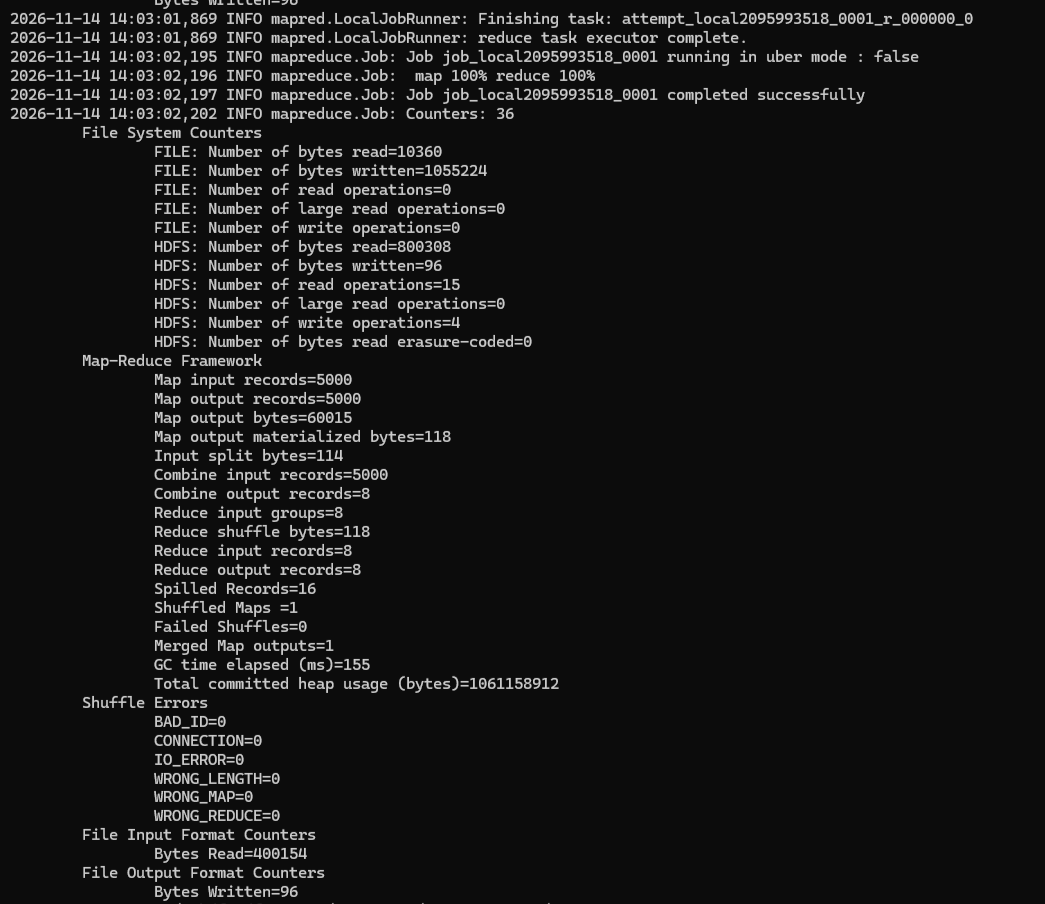 Bytes Written=96
2026-11-14 14:03:01,869 INFO mapred.LocalJobRunner: Finishing task: attempt_local2095993518_0001_r_000000_0
2026-11-14 14:03:01,869 INFO mapred.LocalJobRunner: reduce task executor complete.
2026-11-14 14:03:02,195 INFO mapreduce.Job: Job job_local2095993518_0001 running in uber mode : false
2026-11-14 14:03:02,196 INFO mapreduce.Job:  map 100% reduce 100%
2026-11-14 14:03:02,197 INFO mapreduce.Job: Job job_local2095993518_0001 completed successfully
2026-11-14 14:03:02,202 INFO mapreduce.Job: Counters: 36
File System Counters
FILE: Number of bytes read=10360
FILE: Number of bytes written=1055224
FILE: Number of read operations=0
FILE: Number of large read operations=0
FILE: Number of write operations=0
HDFS: Number of bytes read=800308
HDFS: Number of bytes written=96
HDFS: Number of read operations=15
HDFS: Number of large read operations=0
HDFS: Number of write operations=4
HDFS: Number of bytes read erasure-coded=0
Map-Reduce Framework
Map input records=5000
Map output records=5000
Map output bytes=60015
Map output materialized bytes=118
Input split bytes=114
Combine input records=5000
Combine output records=8
Reduce input groups=8
Reduce shuffle bytes=118
Reduce input records=8
Reduce output records=8
Spilled Records=16
Shuffled Maps =1
Failed Shuffles=0
Merged Map outputs=1
GC time elapsed (ms)=155
Total committed heap usage (bytes)=1061158912
Shuffle Errors
BAD_ID=0
CONNECTION=0
IO_ERROR=0
WRONG_LENGTH=0
WRONG_MAP=0
WRONG_REDUCE=0
File Input Format Counters
Bytes Read=400154
File Output Format Counters
Bytes Written=96